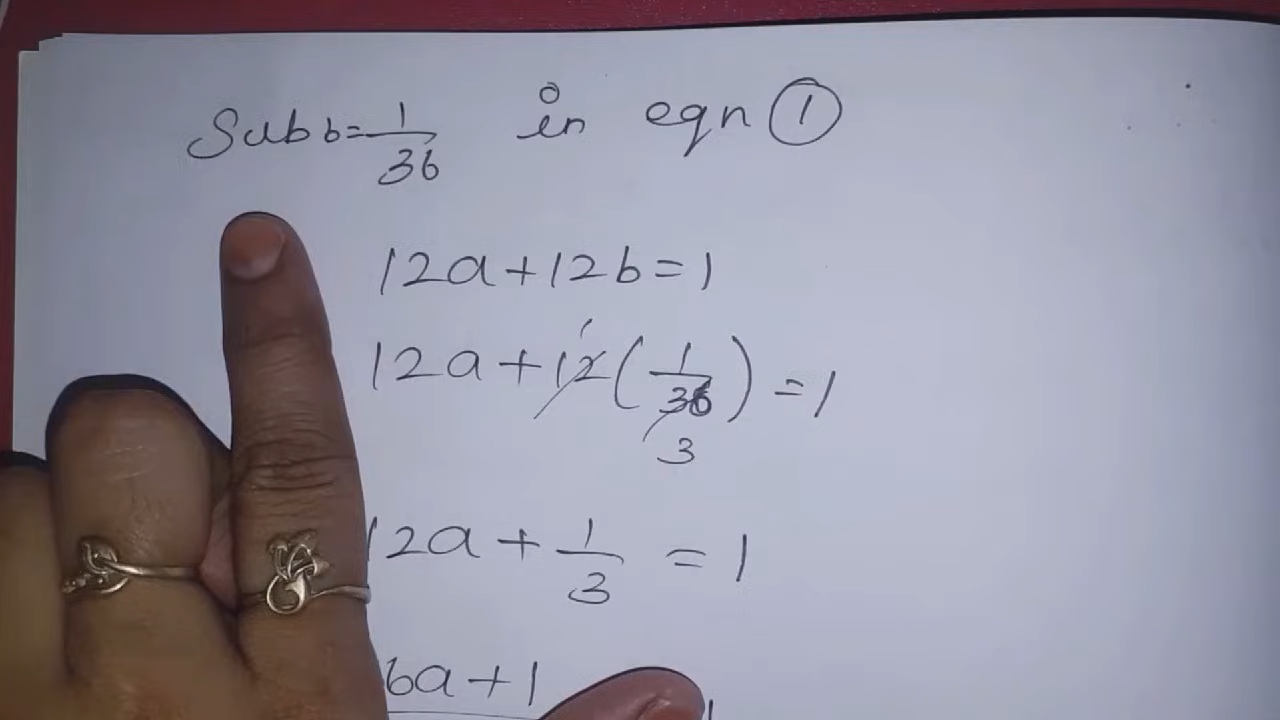 Sub b=1/36 in eqn ①
12a+12b=1
12a+12(1/36)=1
3
12a+1/3=1
6a+1